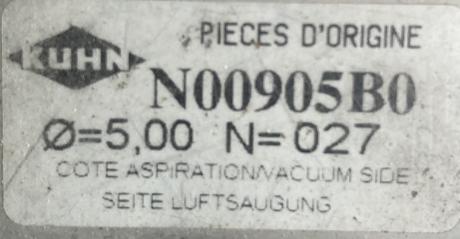 PIECES D'ORIGINE
KUHN
N00905B0
Ø=5,00 N=027
COTE ASPIRATION/VACUUM SIDE
SEITE LUFTSAUGUNG